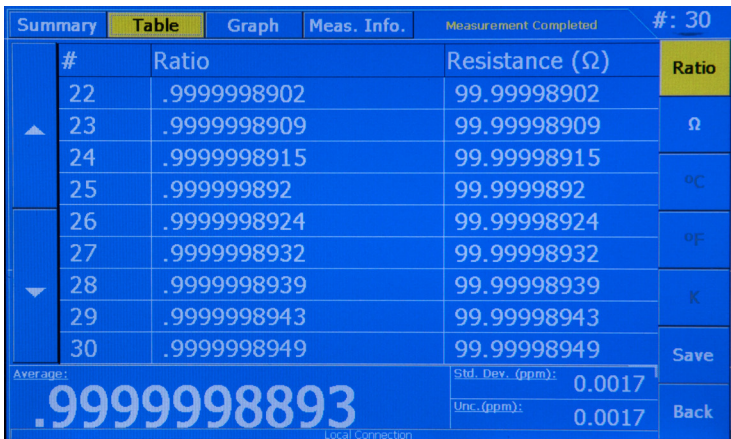 Summary Table Graph Meas. Info. Measurement Completed #: 30
# Ratio Resistance (Ω) Ratio
22 .9999998902 99.99998902
23 .9999998909 99.99998909 Ω
24 .9999998915 99.99998915
25 .999999892 99.9999892 ºC
26 .9999998924 99.99998924
27 .9999998932 99.99998932 ºF
28 .9999998939 99.99998939 K
29 .9999998943 99.99998943
30 .9999998949 99.99998949 Save
Average: Std. Dev. (ppm): 0.0017
.9999998893 Unc.(ppm): 0.0017 Back
Local Connection